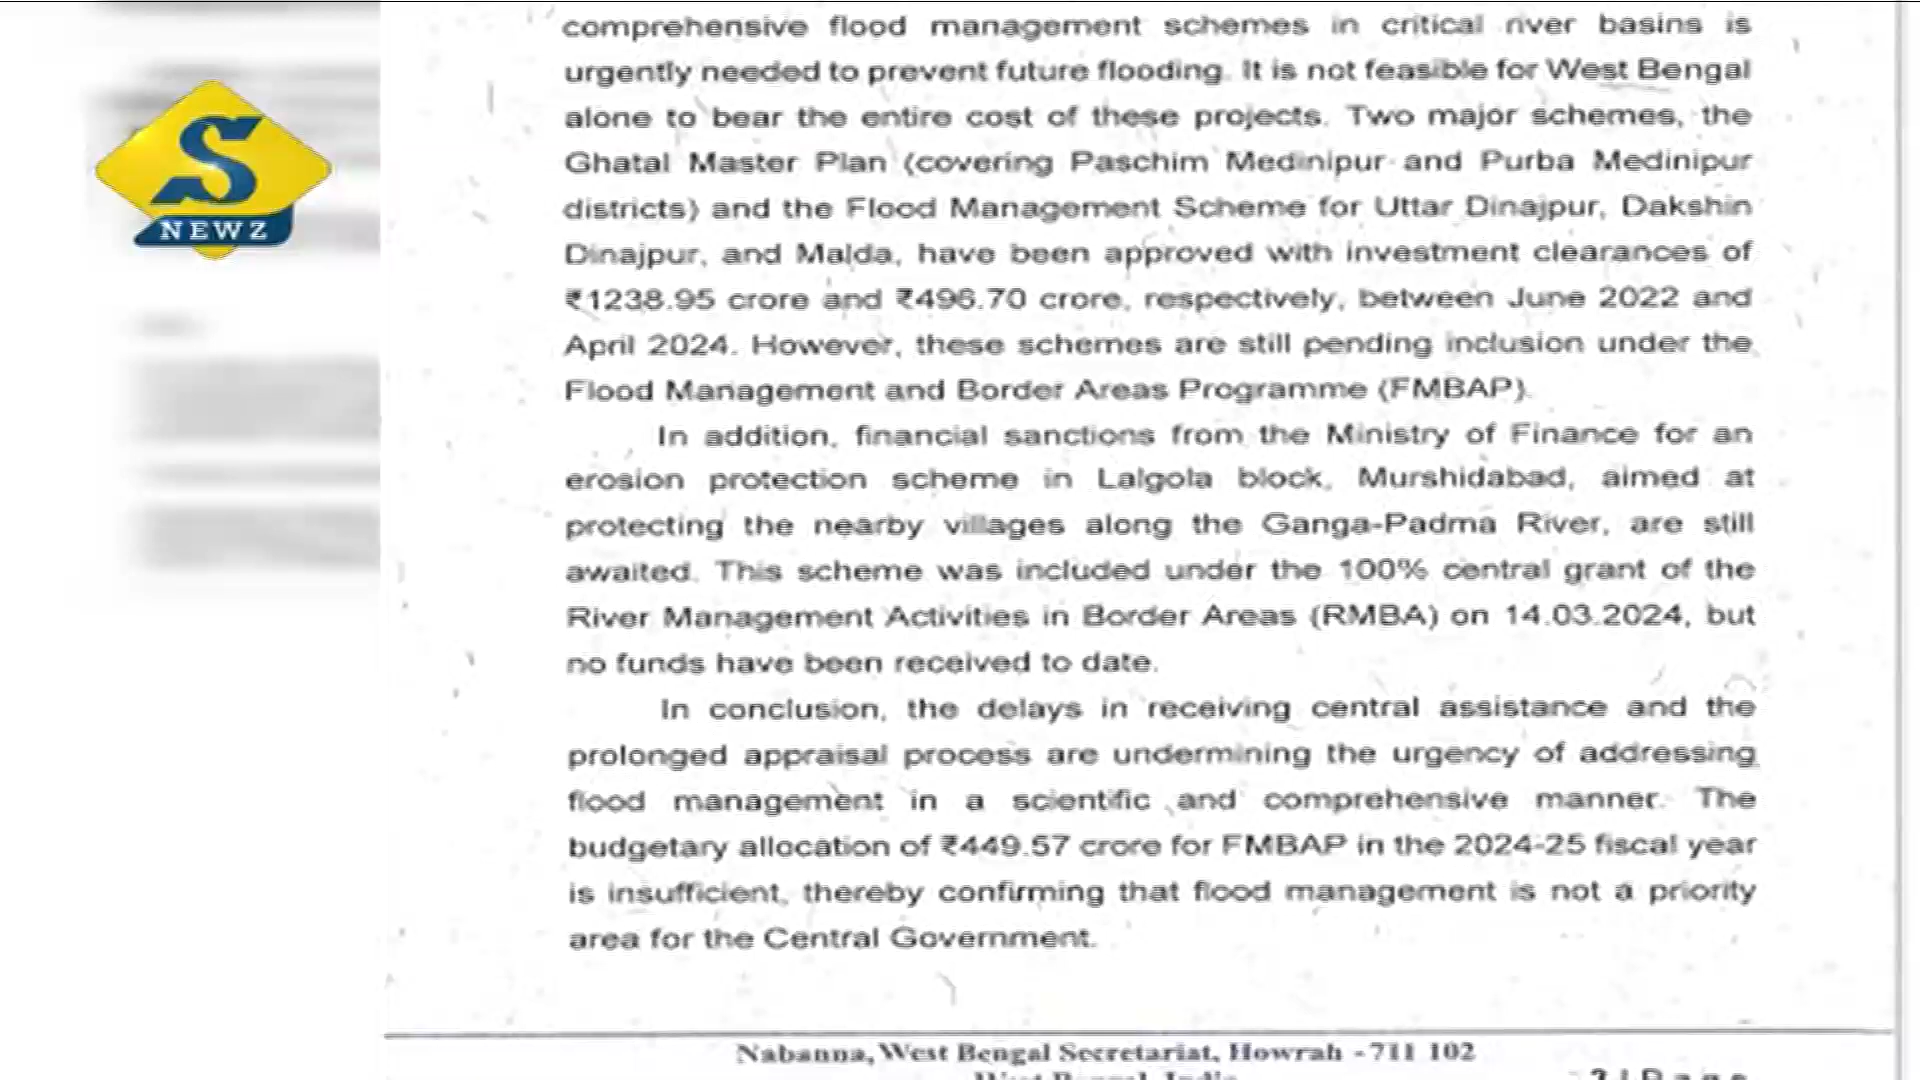 S
NEWZ
comprehensive flood management schemes in critical river basins is
urgently needed to prevent future flooding. It is not feasible for West Bengal
alone to bear the entire cost of these projects. Two major schemes, the
Ghatal Master Plan (covering Paschim Medinipur and Purba Medinipur
districts) and the Flood Management Scheme for Uttar Dinajpur, Dakshin
Dinajpur, and Malda, have been approved with investment clearances of
₹1238.95 crore and ₹496.70 crore, respectively, between June 2022 and
April 2024. However, these schemes are still pending inclusion under the
Flood Management and Border Areas Programme (FMBAP).
In addition, financial sanctions from the Ministry of Finance for an
erosion protection scheme in Lalgola block, Murshidabad, aimed at
protecting the nearby villages along the Ganga-Padma River, are still
awaited. This scheme was included under the 100% central grant of the
River Management Activities in Border Areas (RMBA) on 14.03.2024, but
no funds have been received to date.
In conclusion, the delays in receiving central assistance and the
prolonged appraisal process are undermining the urgency of addressing
flood management in a scientific and comprehensive manner. The
budgetary allocation of ₹449.57 crore for FMBAP in the 2024-25 fiscal year
is insufficient, thereby confirming that flood management is not a priority
area for the Central Government.
Nabanna, West Bengal Secretariat, Howrah - 711 102
West Bengal, India
2 | Page